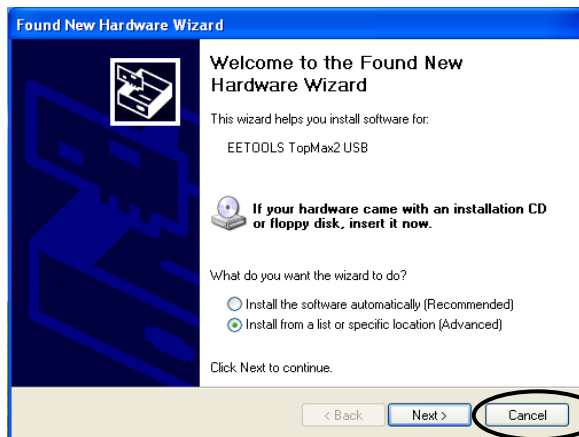 Found New Hardware Wizard
Welcome to the Found New
Hardware Wizard
This wizard helps you install software for:
EETOOLS TopMax2 USB
If your hardware came with an installation CD
or floppy disk, insert it now.
What do you want the wizard to do?
Install the software automatically (Recommended)
Install from a list or specific location (Advanced)
Click Next to continue.
< Back Next > Cancel